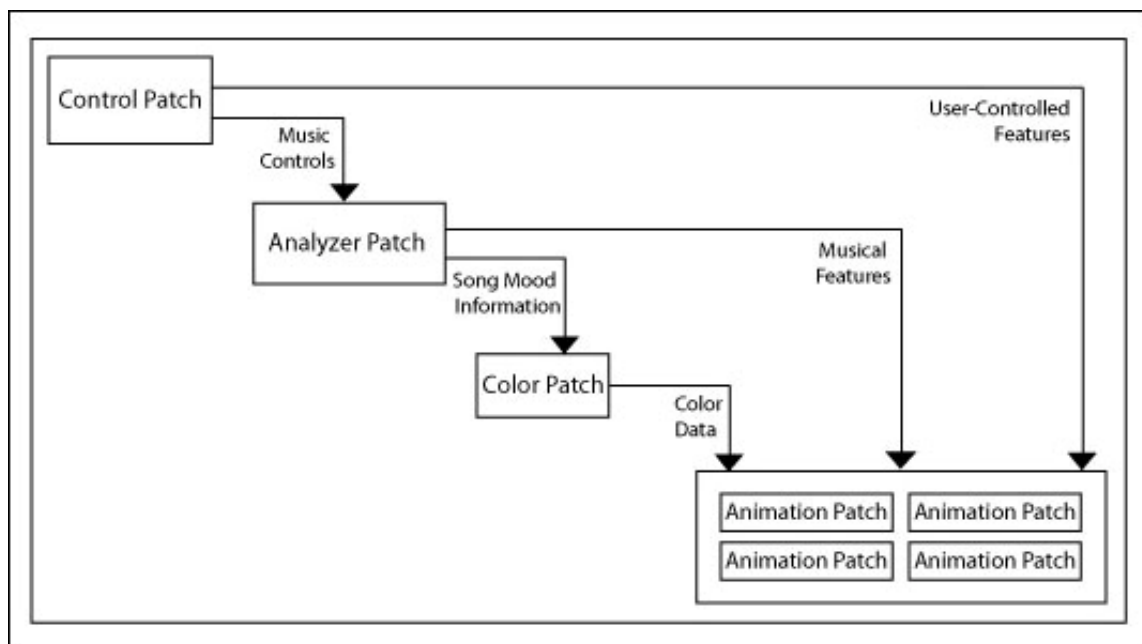 Control Patch
User-Controlled
Features
Music
Controls
Analyzer Patch
Musical
Features
Song Mood
Information
Color Patch
Color
Data
Animation Patch
Animation Patch
Animation Patch
Animation Patch